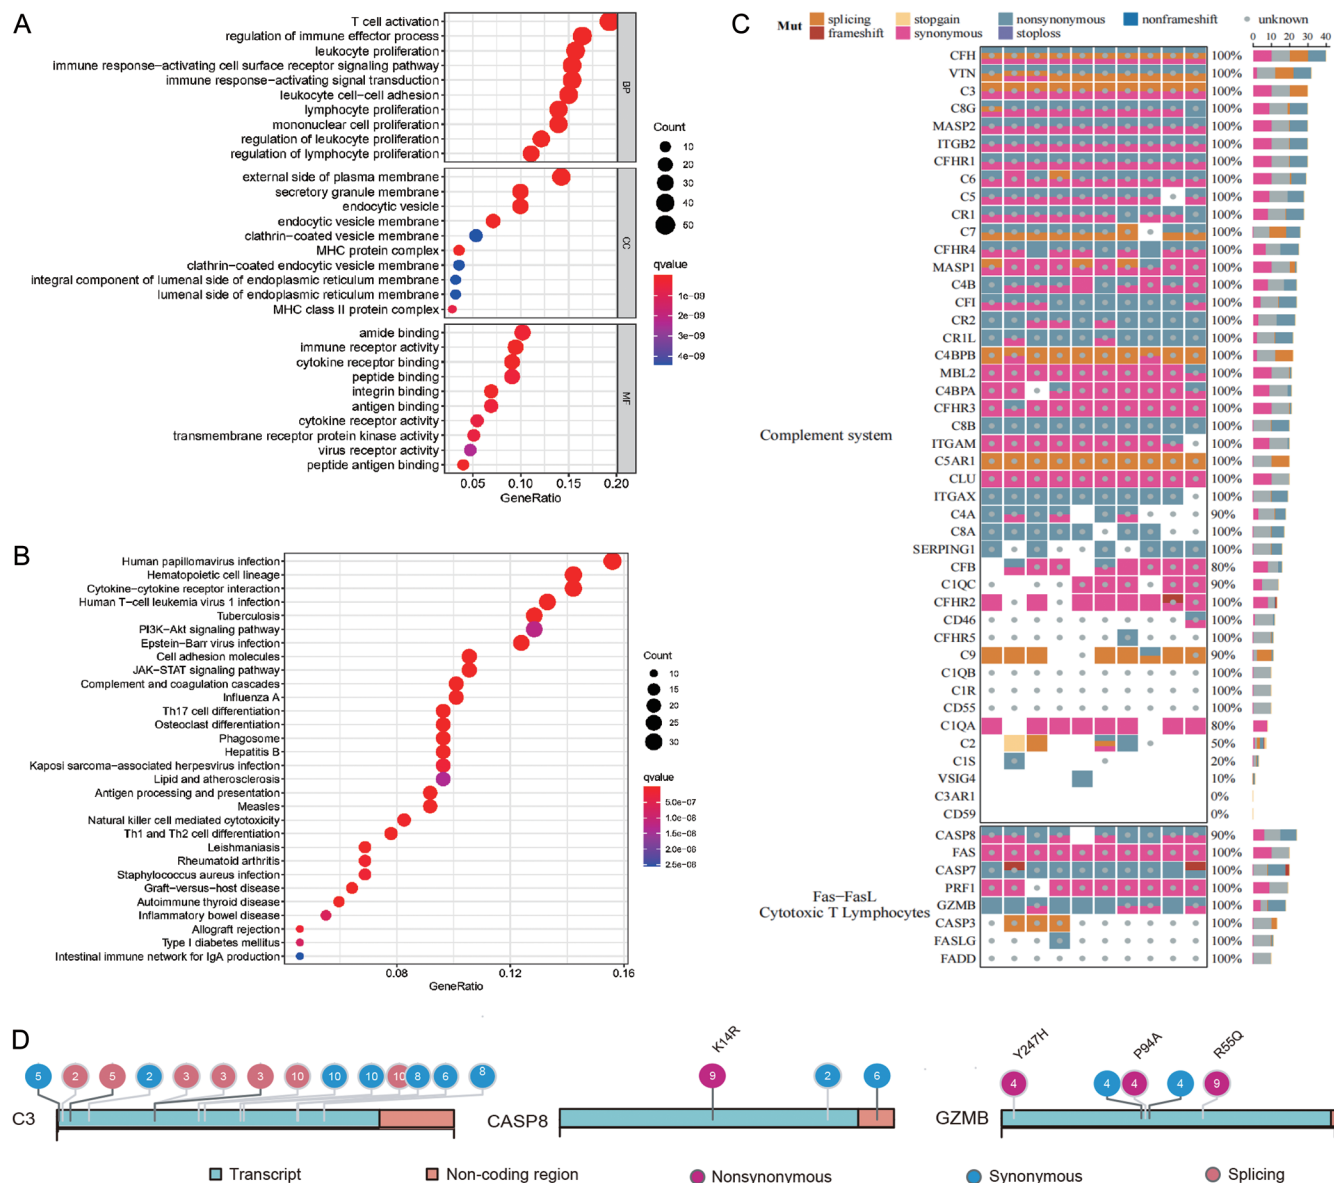 A
T cell activation
regulation of immune effector process
leukocyte proliferation
immune response−activating cell surface receptor signaling pathway
immune response−activating signal transduction
leukocyte cell−cell adhesion
lymphocyte proliferation
mononuclear cell proliferation
regulation of leukocyte proliferation
regulation of lymphocyte proliferation
BP
external side of plasma membrane
secretory granule membrane
endocytic vesicle
endocytic vesicle membrane
clathrin−coated vesicle membrane
MHC protein complex
clathrin−coated endocytic vesicle membrane
integral component of lumenal side of endoplasmic reticulum membrane
lumenal side of endoplasmic reticulum membrane
MHC class II protein complex
CC
amide binding
immune receptor activity
cytokine receptor binding
peptide binding
integrin binding
antigen binding
cytokine receptor activity
transmembrane receptor protein kinase activity
virus receptor activity
peptide antigen binding
MF
0.05 0.10 0.15 0.20
GeneRatio
Count
10
20
30
40
50
qvalue
1e−09
2e−09
3e−09
4e−09
B
Human papillomavirus infection
Hematopoietic cell lineage
Cytokine−cytokine receptor interaction
Human T−cell leukemia virus 1 infection
Tuberculosis
PI3K−Akt signaling pathway
Epstein−Barr virus infection
Cell adhesion molecules
JAK−STAT signaling pathway
Complement and coagulation cascades
Influenza A
Th17 cell differentiation
Osteoclast differentiation
Phagosome
Hepatitis B
Kaposi sarcoma−associated herpesvirus infection
Lipid and atherosclerosis
Antigen processing and presentation
Measles
Natural killer cell mediated cytotoxicity
Th1 and Th2 cell differentiation
Leishmaniasis
Rheumatoid arthritis
Staphylococcus aureus infection
Graft−versus−host disease
Autoimmune thyroid disease
Inflammatory bowel disease
Allograft rejection
Type I diabetes mellitus
Intestinal immune network for IgA production
0.08 0.12 0.16
GeneRatio
Count
10
15
20
25
30
qvalue
5.0e−07
1.0e−06
1.5e−06
2.0e−06
2.5e−06
C
Mut
splicing stopgain nonsynonymous nonframeshift unknown
frameshift synonymous stoploss
0 10 20 30 40
CFH 100%
VTN 100%
C3 100%
C8G 100%
MASP2 100%
ITGB2 100%
CFHR1 100%
C6 100%
C5 100%
CR1 100%
C7 100%
CFHR4 100%
MASP1 100%
C4B 100%
CFI 100%
CR2 100%
CR1L 100%
C4BPB 100%
MBL2 100%
C4BPA 100%
CFHR3 100%
C8B 100%
Complement system
ITGAM 100%
C5AR1 100%
CLU 100%
ITGAX 100%
C4A 90%
C8A 100%
SERPING1 100%
CFB 80%
C1QC 90%
CFHR2 100%
CD46 100%
CFHR5 100%
C9 90%
C1QB 100%
C1R 100%
CD55 100%
C1QA 80%
C2 50%
C1S 20%
VSIG4 10%
C3AR1 0%
CD59 0%
CASP8 90%
FAS 100%
CASP7 100%
PRF1 100%
Fas−FasL
Cytotoxic T Lymphocytes
GZMB 100%
CASP3 100%
FASLG 100%
FADD 100%
D
5 2 5 2 3 3 3 10 10 10 10 8 6 8
C3
K14R
9 2 6
CASP8
Y247H P94A R55Q
4 4 4 4 9
GZMB
Transcript Non-coding region Nonsynonymous Synonymous Splicing